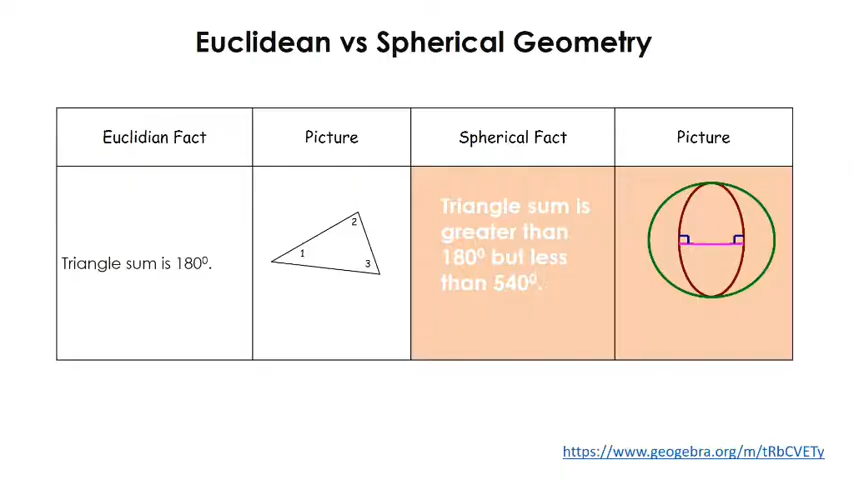 Euclidean vs Spherical Geometry
Euclidian Fact
Picture
Spherical Fact
Picture
Triangle sum is 180⁰.
1
2
3
Triangle sum is
greater than
180⁰ but less
than 540⁰.
https://www.geogebra.org/m/tRbCVETy